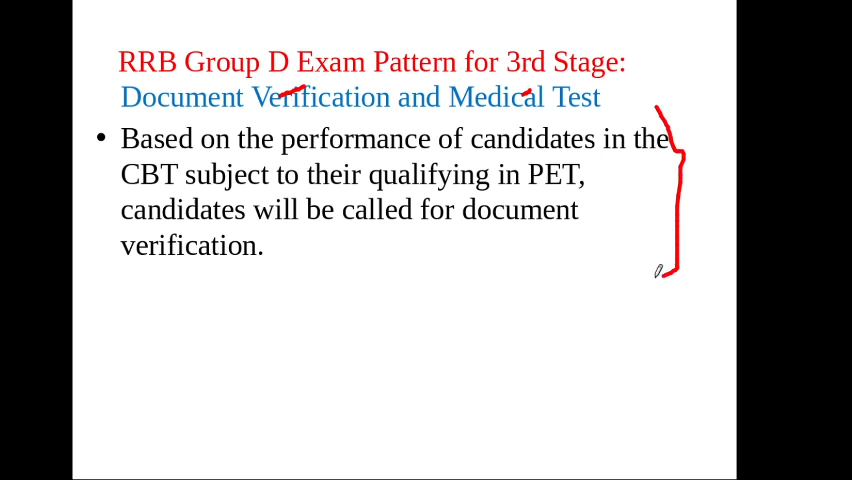 RRB Group D Exam Pattern for 3rd Stage:
Document Verification and Medical Test
• Based on the performance of candidates in the
CBT subject to their qualifying in PET,
candidates will be called for document
verification.